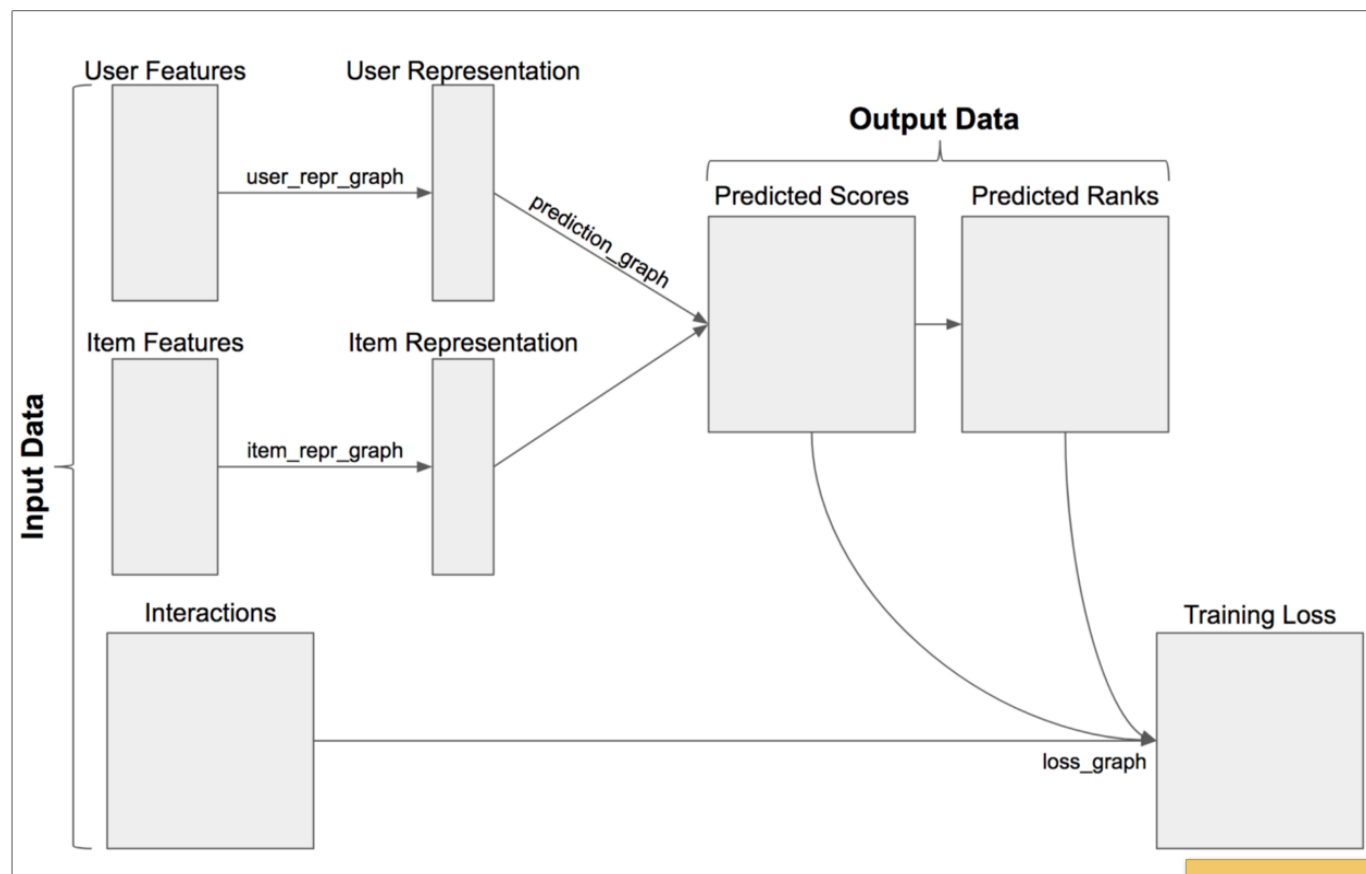 User Features
User Representation
Output Data
user_repr_graph
prediction_graph
Predicted Scores
Predicted Ranks
Item Features
Item Representation
Input Data
item_repr_graph
Interactions
Training Loss
loss_graph